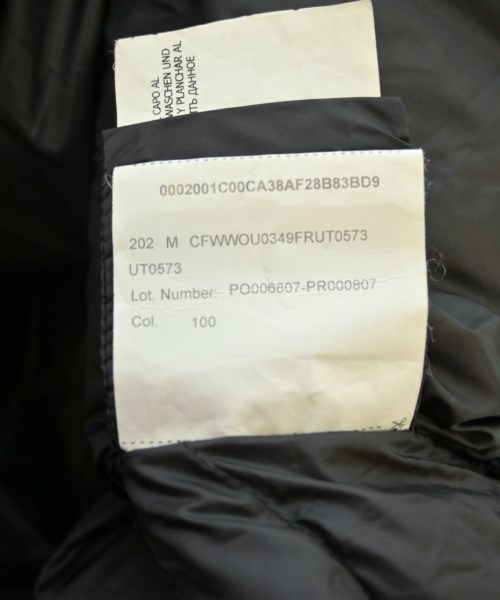 CAPO AL
WASCHEN UND
Y PLANCHAR AL
ТЬ ДАННОЕ
0002001C00CA38AF28B83BD9
202 M CFWWOU0349FRUT0573
UT0573
Lot. Number: PO006807-PR000807
Col. 100